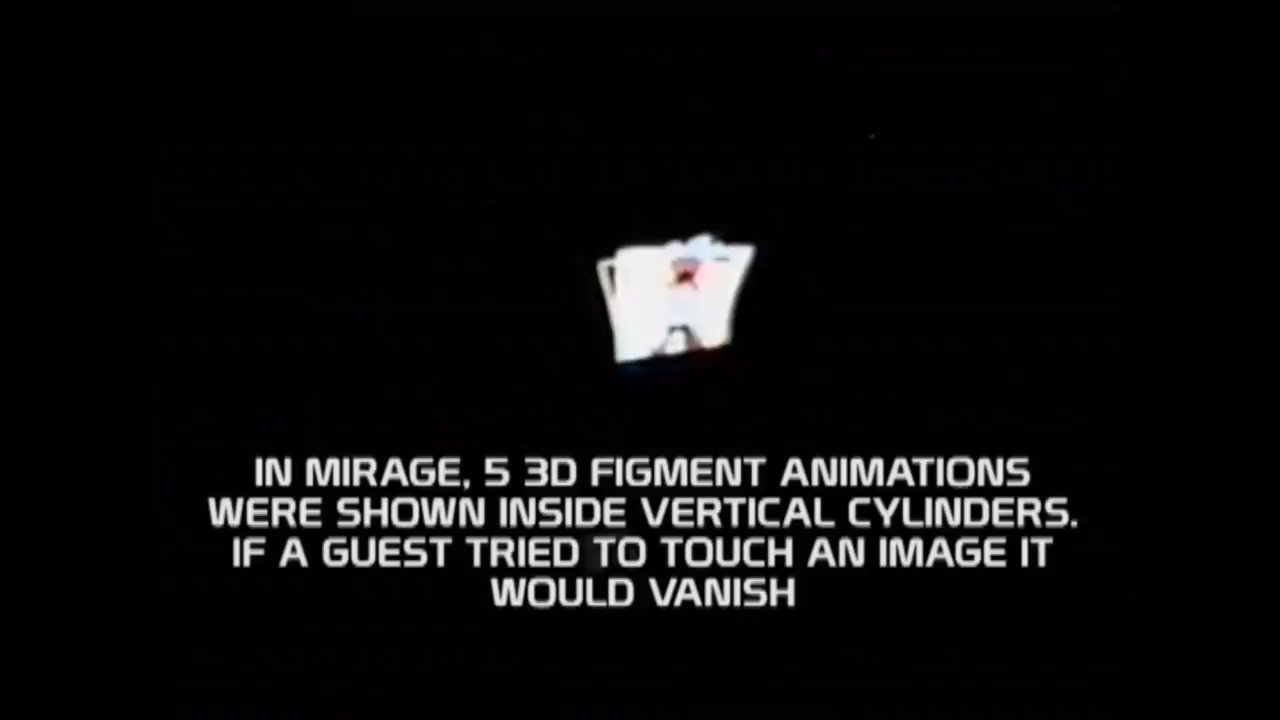 IN MIRAGE, 5 3D FIGMENT ANIMATIONS
WERE SHOWN INSIDE VERTICAL CYLINDERS.
IF A GUEST TRIED TO TOUCH AN IMAGE IT
WOULD VANISH